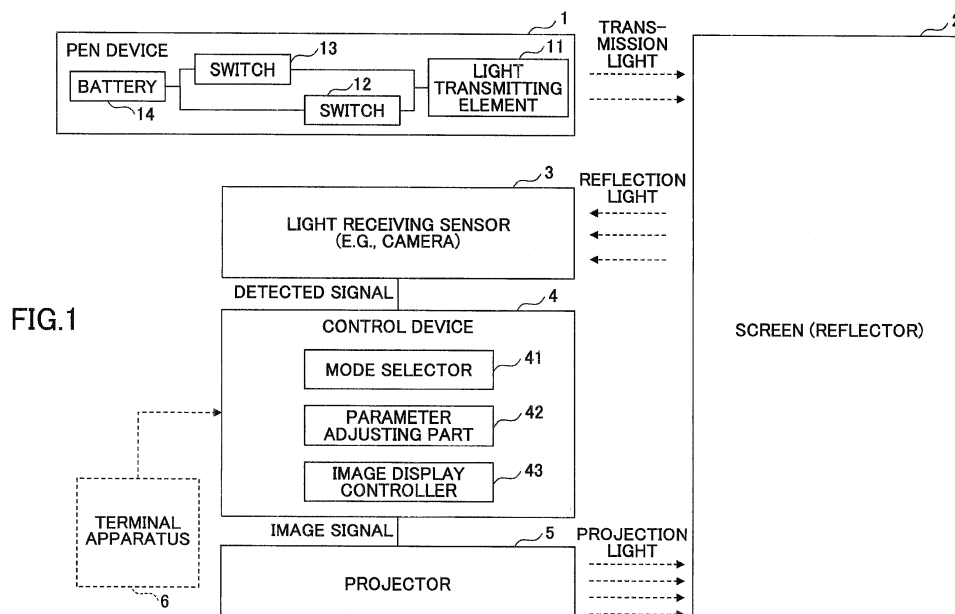 1
PEN DEVICE
13
SWITCH
11
LIGHT
TRANSMITTING
ELEMENT
BATTERY
14
12
SWITCH
TRANS-
MISSION
LIGHT
2
3
LIGHT RECEIVING SENSOR
(E.G., CAMERA)
REFLECTION
LIGHT
DETECTED SIGNAL
4
FIG.1
CONTROL DEVICE
MODE SELECTOR
41
PARAMETER
ADJUSTING PART
42
IMAGE DISPLAY
CONTROLLER
43
SCREEN (REFLECTOR)
TERMINAL
APPARATUS
6
IMAGE SIGNAL
5
PROJECTOR
PROJECTION
LIGHT